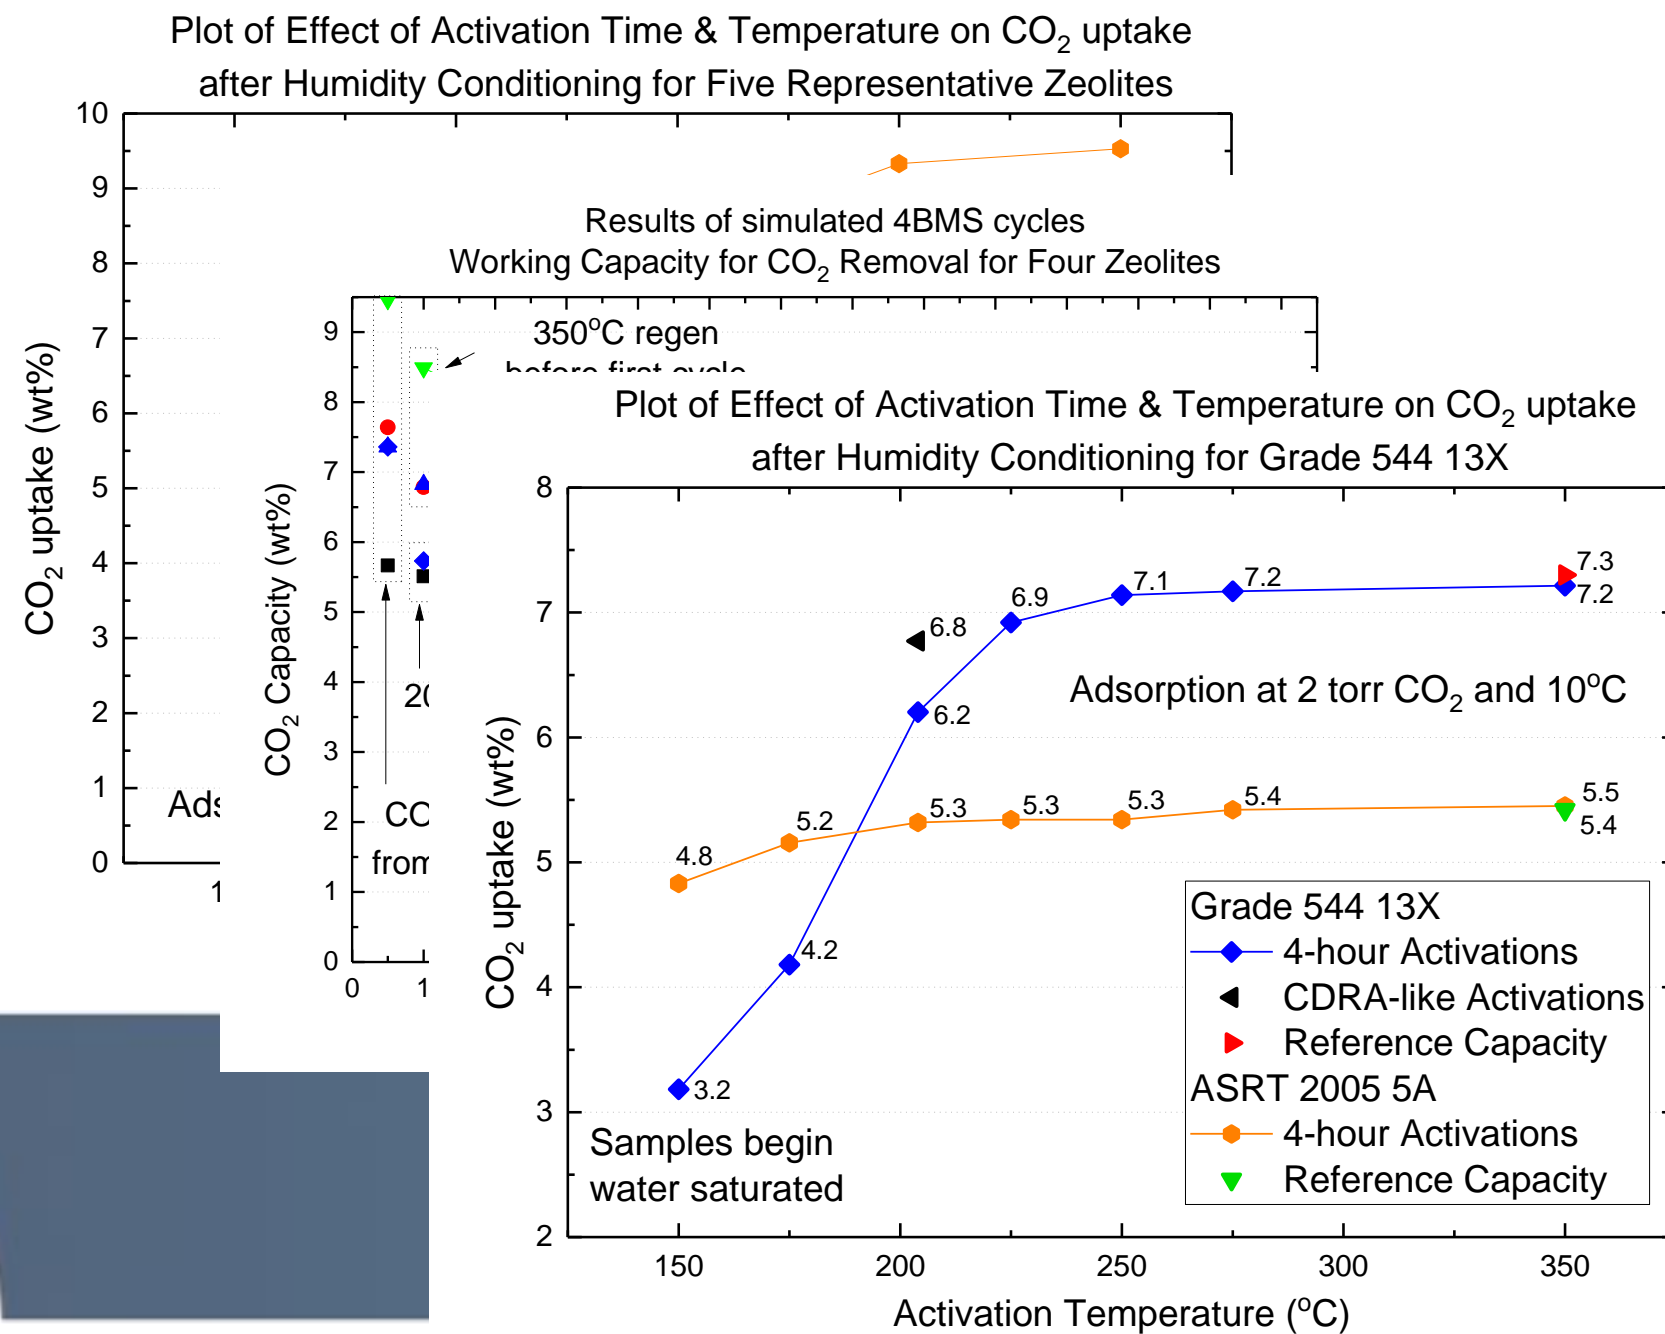 Plot of Effect of Activation Time & Temperature on CO₂ uptake
after Humidity Conditioning for Five Representative Zeolites
10
9
8
7
6
5
4
3
2
1
0
CO₂ uptake (wt%)
Results of simulated 4BMS cycles
Working Capacity for CO₂ Removal for Four Zeolites
350°C regen
before first cycle
9
8
7
6
5
4
3
2
1
0
CO₂ Capacity (wt%)
from
0 1
Plot of Effect of Activation Time & Temperature on CO₂ uptake
after Humidity Conditioning for Grade 544 13X
8
7
6
5
4
3
2
CO₂ uptake (wt%)
7.3
7.2
7.2
7.1
6.9
6.8
6.2
Adsorption at 2 torr CO₂ and 10°C
4.8
5.2
5.3
5.3
5.3
5.4
5.5
5.4
4.2
3.2
Grade 544 13X
4-hour Activations
CDRA-like Activations
Reference Capacity
ASRT 2005 5A
4-hour Activations
Reference Capacity
Samples begin
water saturated
150 200 250 300 350
Activation Temperature (°C)